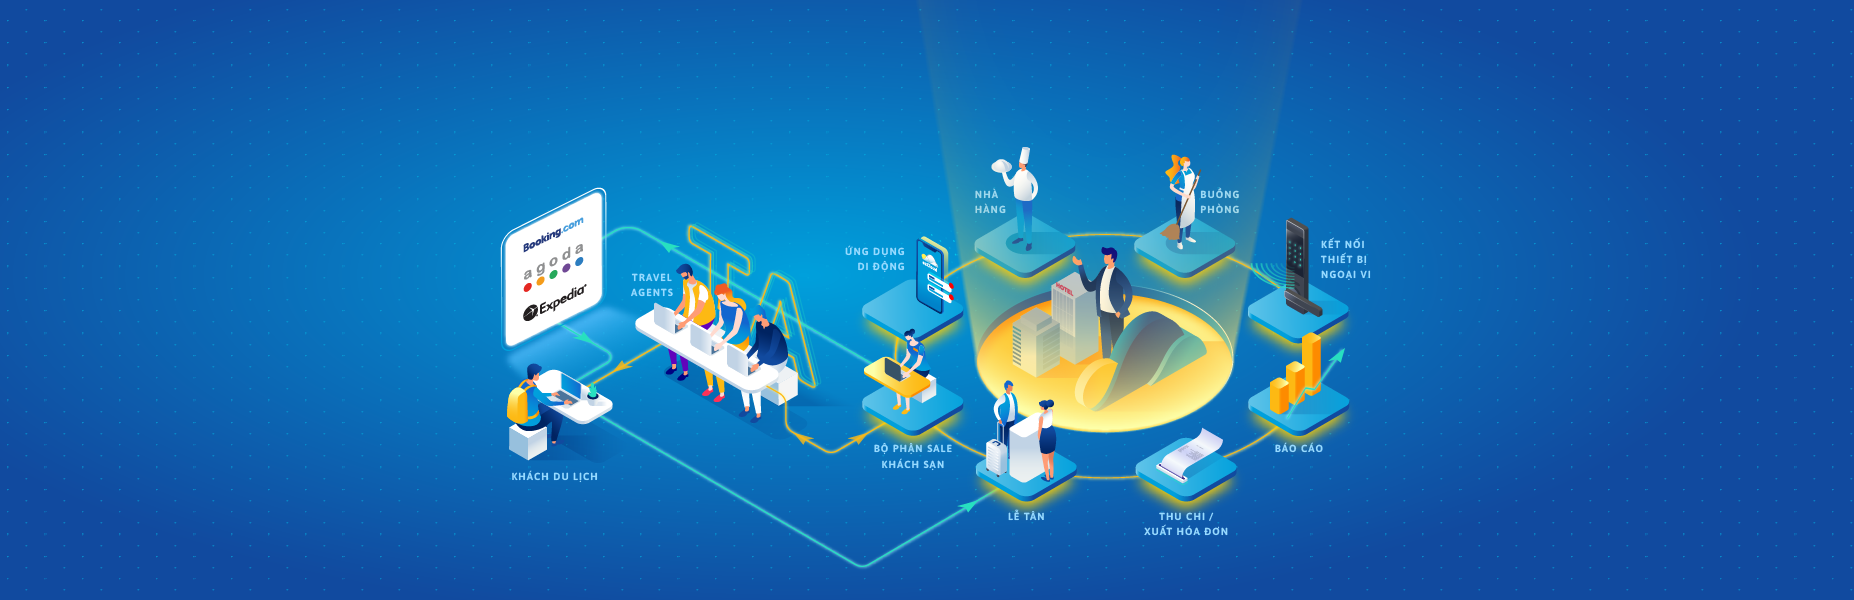 Booking.com
agoda
Expedia
TRAVEL
AGENTS
KHÁCH DU LỊCH
ỨNG DỤNG
DI ĐỘNG
NHÀ
HÀNG
BUỒNG
PHÒNG
KẾT NỐI
THIẾT BỊ
NGOẠI VI
HOTEL
TA
BỘ PHẬN SALE
KHÁCH SẠN
BÁO CÁO
LỄ TÂN
THU CHI /
XUẤT HÓA ĐƠN